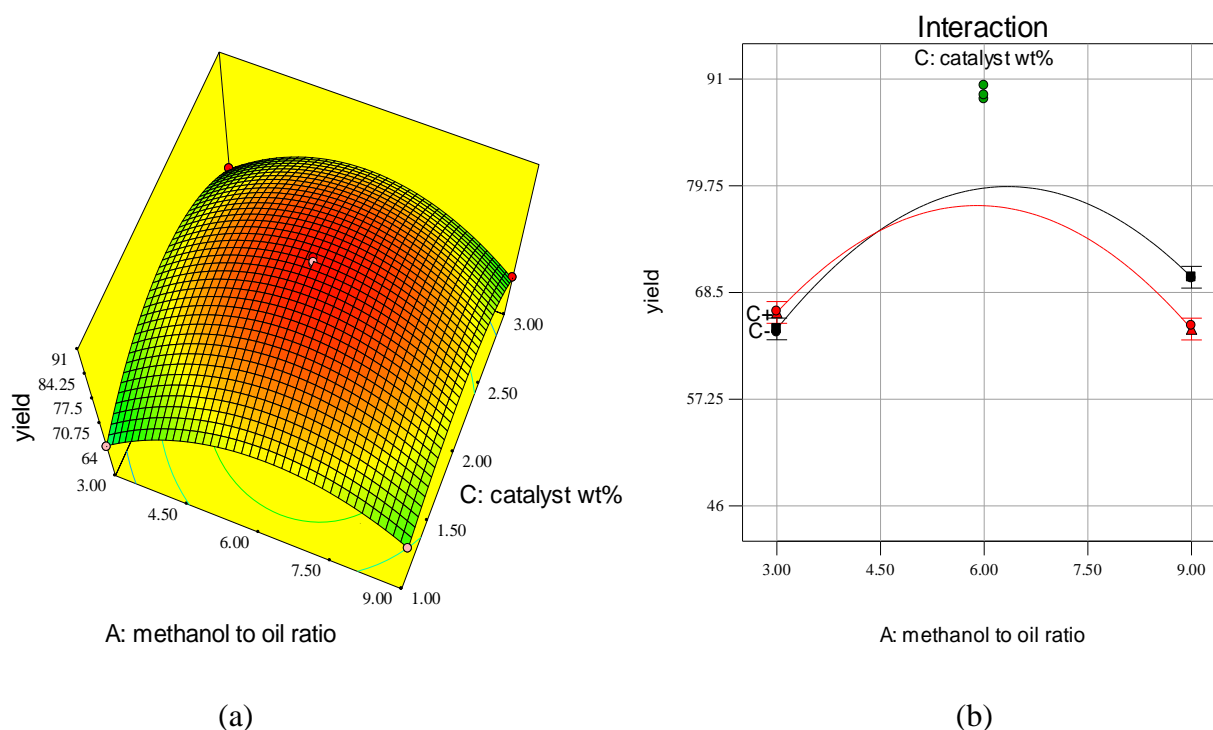 91
84.25
77.5
70.75
64
yield
3.00
4.50
6.00
7.50
9.00
1.00
1.50
2.00
2.50
3.00
C: catalyst wt%
A: methanol to oil ratio
(a)
Interaction
C: catalyst wt%
91
79.75
68.5
57.25
46
yield
C+
C-
3.00
4.50
6.00
7.50
9.00
A: methanol to oil ratio
(b)